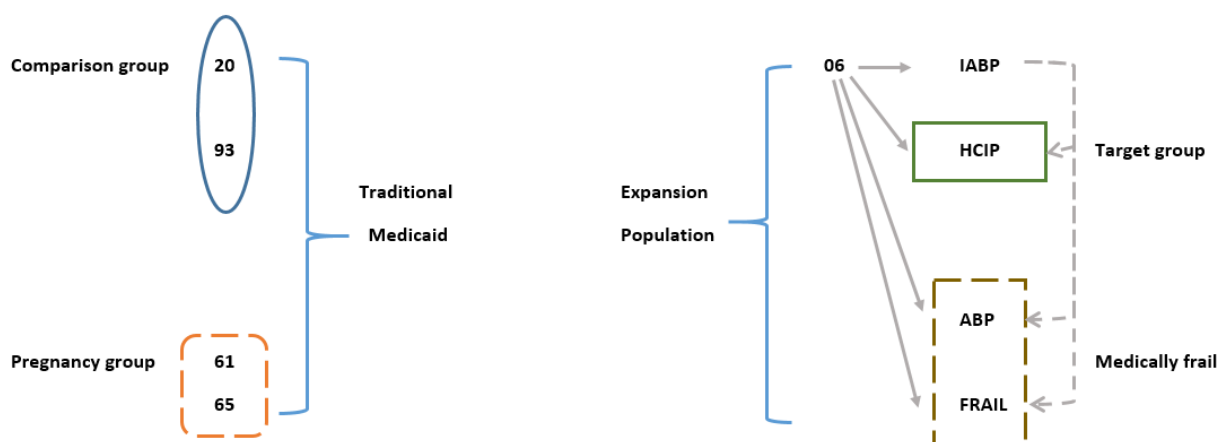 Comparison group 20 06 IABP
93 HCIP Target group
Traditional Expansion
Medicaid Population
ABP
Pregnancy group 61 Medically frail
65 FRAIL